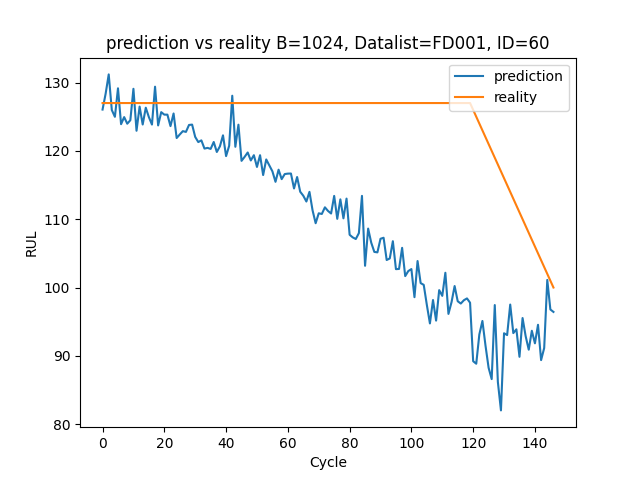 prediction vs reality B=1024, Datalist=FD001, ID=60
prediction
reality
130
120
110
100
90
80
RUL
0 20 40 60 80 100 120 140
Cycle